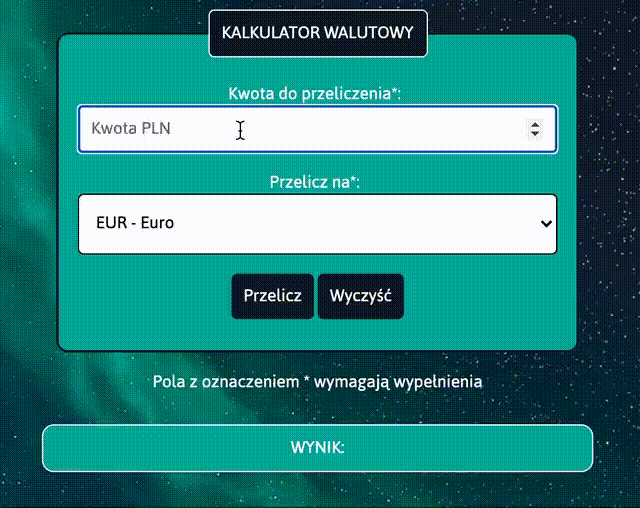 KALKULATOR WALUTOWY
Kwota do przeliczenia*:
Kwota PLN
Przelicz na*:
EUR - Euro
Przelicz Wyczyść
Pola z oznaczeniem * wymagają wypełnienia
WYNIK: